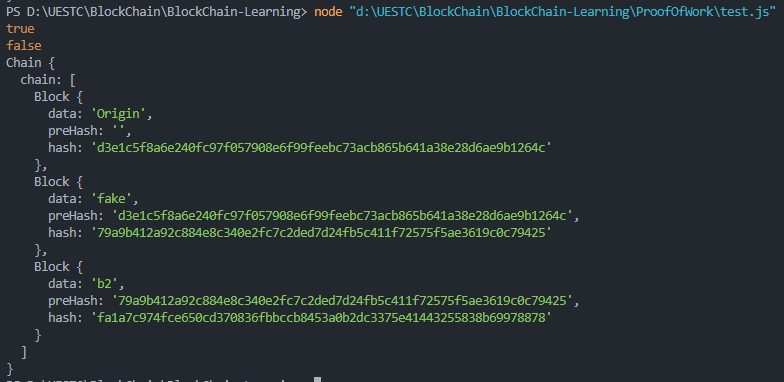 PS D:\UESTC\BlockChain\BlockChain-Learning> node "d:\UESTC\BlockChain\BlockChain-Learning\ProofOfWork\test.js"
true
false
Chain {
  chain: [
    Block {
      data: 'Origin',
      preHash: '',
      hash: 'd3e1c5f8a6e240fc97f057908e6f99feebc73acb865b641a38e28d6ae9b1264c'
    },
    Block {
      data: 'fake',
      preHash: 'd3e1c5f8a6e240fc97f057908e6f99feebc73acb865b641a38e28d6ae9b1264c',
      hash: '79a9b412a92c884e8c340e2fc7c2ded7d24fb5c411f72575f5ae3619c0c79425'
    },
    Block {
      data: 'b2',
      preHash: '79a9b412a92c884e8c340e2fc7c2ded7d24fb5c411f72575f5ae3619c0c79425',
      hash: 'fa1a7c974fce650cd370836fbbccb8453a0b2dc3375e41443255838b69978878'
    }
  ]
}